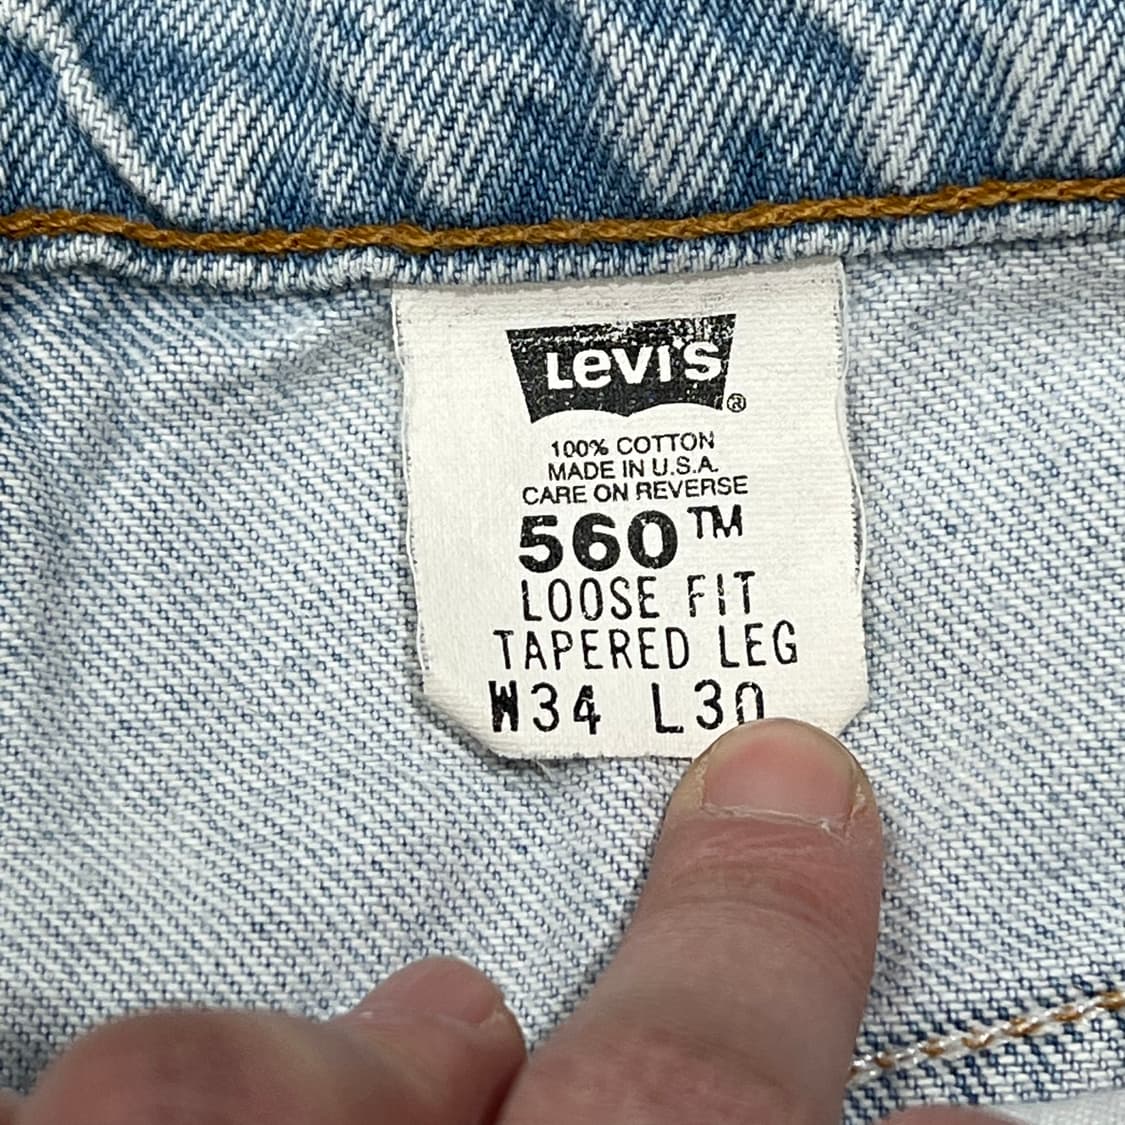 Levi's ®
100% COTTON
MADE IN U.S.A.
CARE ON REVERSE
560™
LOOSE FIT
TAPERED LEG
W34 L30